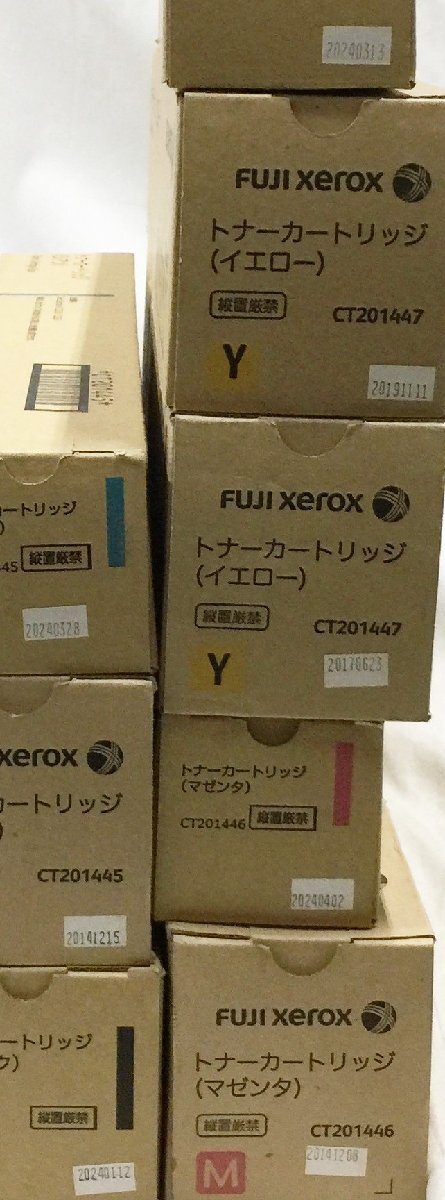 20240313
FUJI xerox
トナーカートリッジ
(イエロー)
縦置厳禁
CT201447
Y
20191111
カートリッジ
)
45
縦置厳禁
20240328
FUJI xerox
トナーカートリッジ
(イエロー)
縦置厳禁
CT201447
Y
20170623
xerox
カートリッジ
)
CT201445
20141215
トナーカートリッジ
(マゼンタ)
CT201446
縦置厳禁
20240402
カートリッジ
ク)
縦置厳禁
20240112
FUJI xerox
トナーカートリッジ
(マゼンタ)
縦置厳禁
CT201446
M
20141208